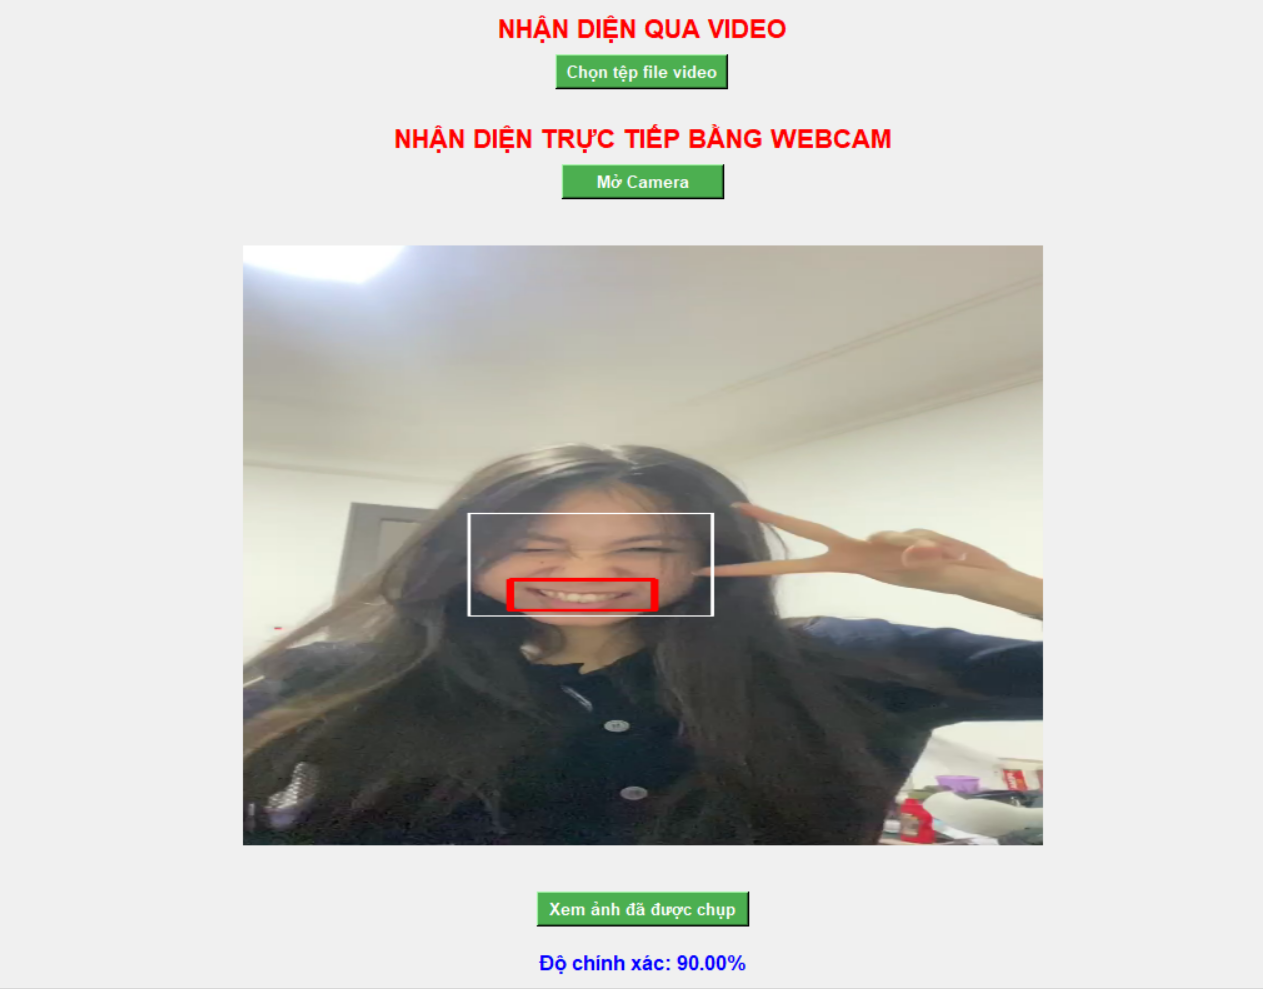 NHẬN DIỆN QUA VIDEO
Chọn tệp file video
NHẬN DIỆN TRỰC TIẾP BẰNG WEBCAM
Mở Camera
Xem ảnh đã được chụp
Độ chính xác: 90.00%